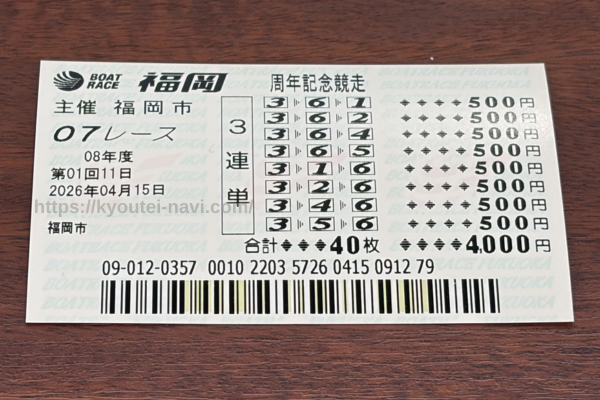 BOAT RACE 福岡 周年記念競走
主催 福岡市
07レース
08年度
第01回11日
2026年04月15日
https://kyoutei-navi.com/
福岡市
3連単
3 6 1 500円
3 6 2 500円
3 6 4 500円
3 6 5 500円
3 1 6 500円
3 2 6 500円
3 4 6 500円
3 5 6 500円
合計 40枚 4,000円
09-012-0357 0010 2203 5726 0415 0912 79